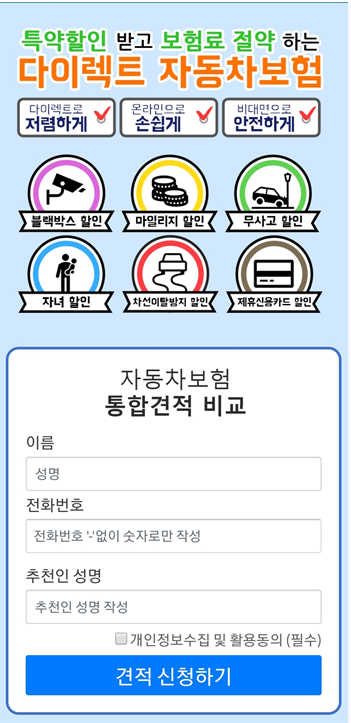 특약할인 받고 보험료 절약 하는
다이렉트 자동차보험
다이렉트로
저렴하게
온라인으로
손쉽게
비대면으로
안전하게
블랙박스 할인
마일리지 할인
무사고 할인
자녀 할인
차선이탈방지 할인
제휴신용카드 할인
자동차보험
통합견적 비교
이름
성명
전화번호
전화번호 '-'없이 숫자로만 작성
추천인 성명
추천인 성명 작성
개인정보수집 및 활용동의 (필수)
견적 신청하기